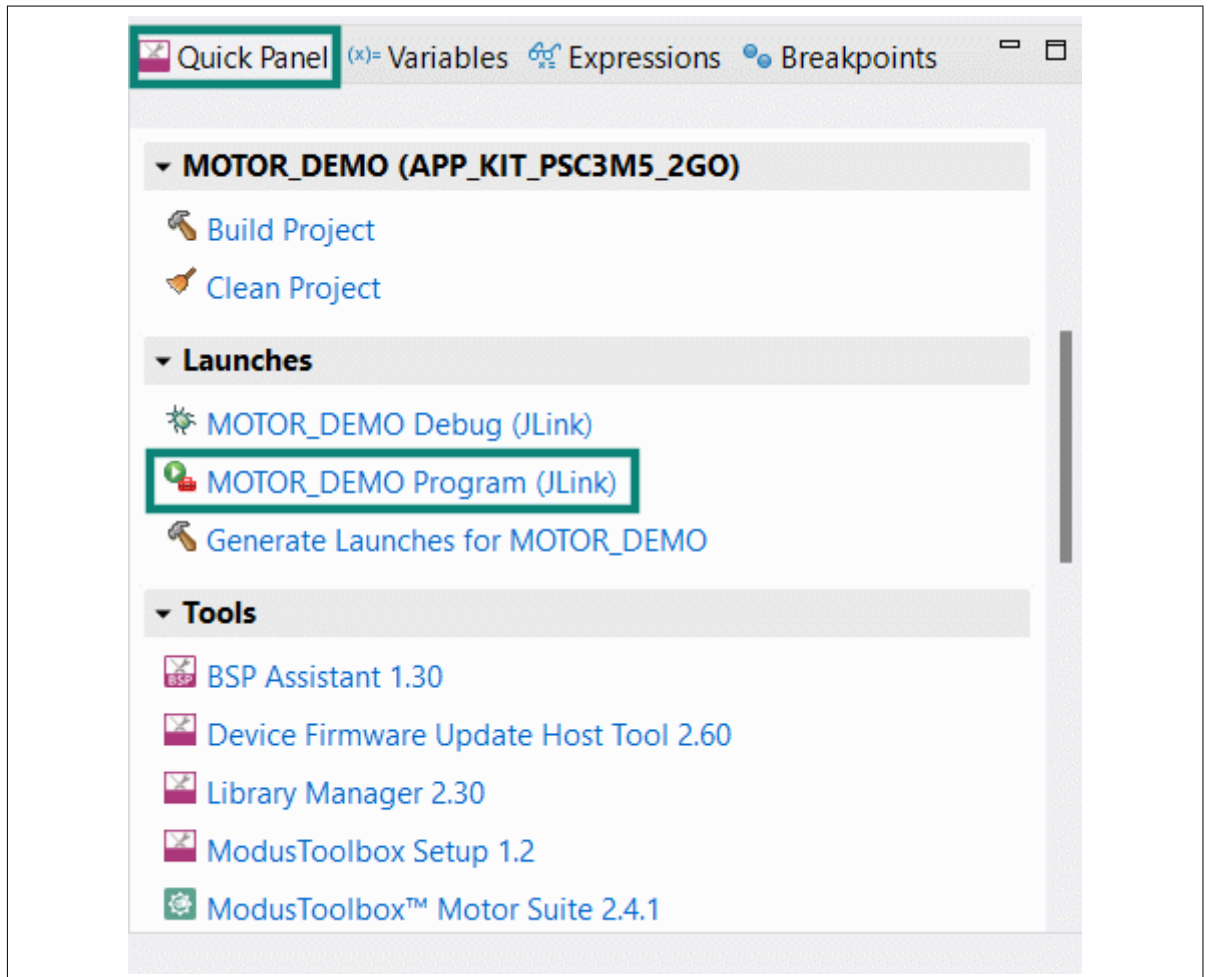 Quick Panel (x)= Variables Expressions Breakpoints
MOTOR_DEMO (APP_KIT_PSC3M5_2GO)
Build Project
Clean Project
Launches
MOTOR_DEMO Debug (JLink)
MOTOR_DEMO Program (JLink)
Generate Launches for MOTOR_DEMO
Tools
BSP BSP Assistant 1.30
Device Firmware Update Host Tool 2.60
Library Manager 2.30
ModusToolbox Setup 1.2
ModusToolbox™ Motor Suite 2.4.1